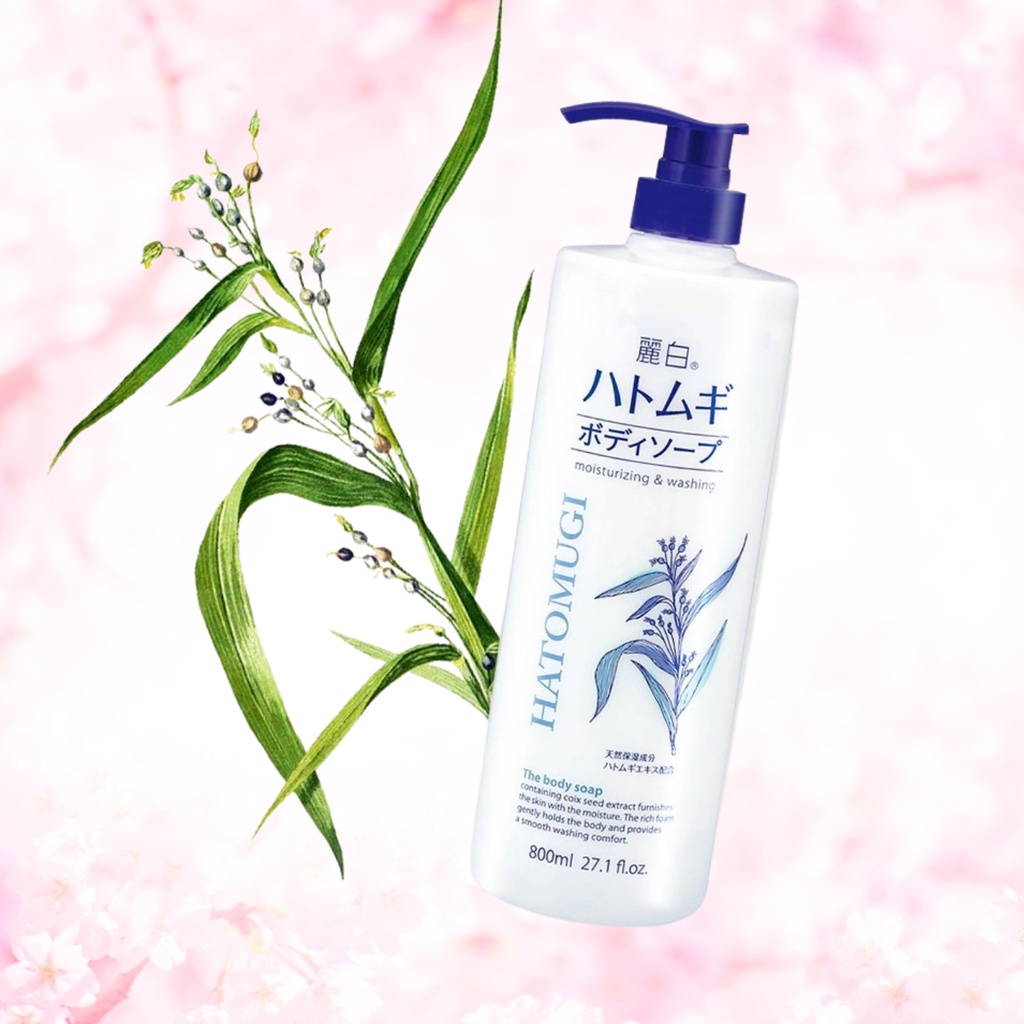 麗白®
ハトムギ
ボディソープ
moisturizing & washing
HATOMUGI
天然保湿成分
ハトムギエキス配合
The body soap
containing coix seed extract furnishes
the skin with the moisture. The rich foam
gently holds the body and provides
a smooth washing comfort.
800ml 27.1 fl.oz.